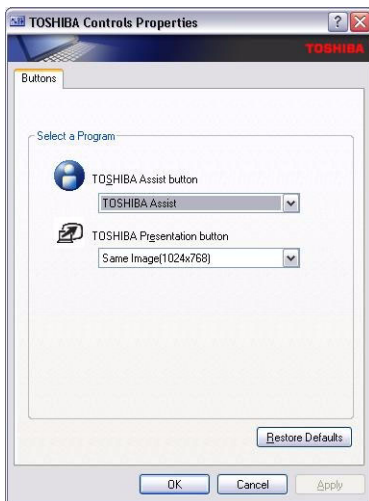 TOSHIBA Controls Properties
TOSHIBA
Buttons
Select a Program
TOSHIBA Assist button
TOSHIBA Assist
TOSHIBA Presentation button
Same Image(1024x768)
Restore Defaults
OK
Cancel
Apply